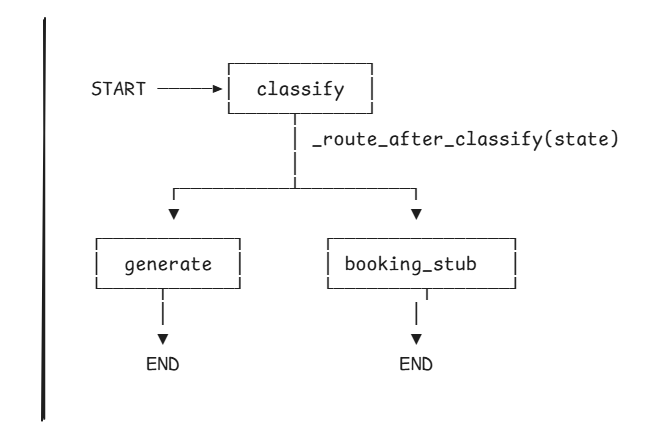 START classify
_route_after_classify(state)
generate booking_stub
END END